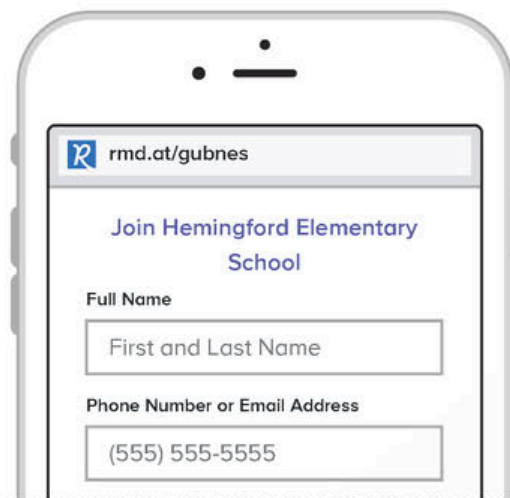 rmd.at/gubnes
Join Hemingford Elementary
School
Full Name
First and Last Name
Phone Number or Email Address
(555) 555-5555